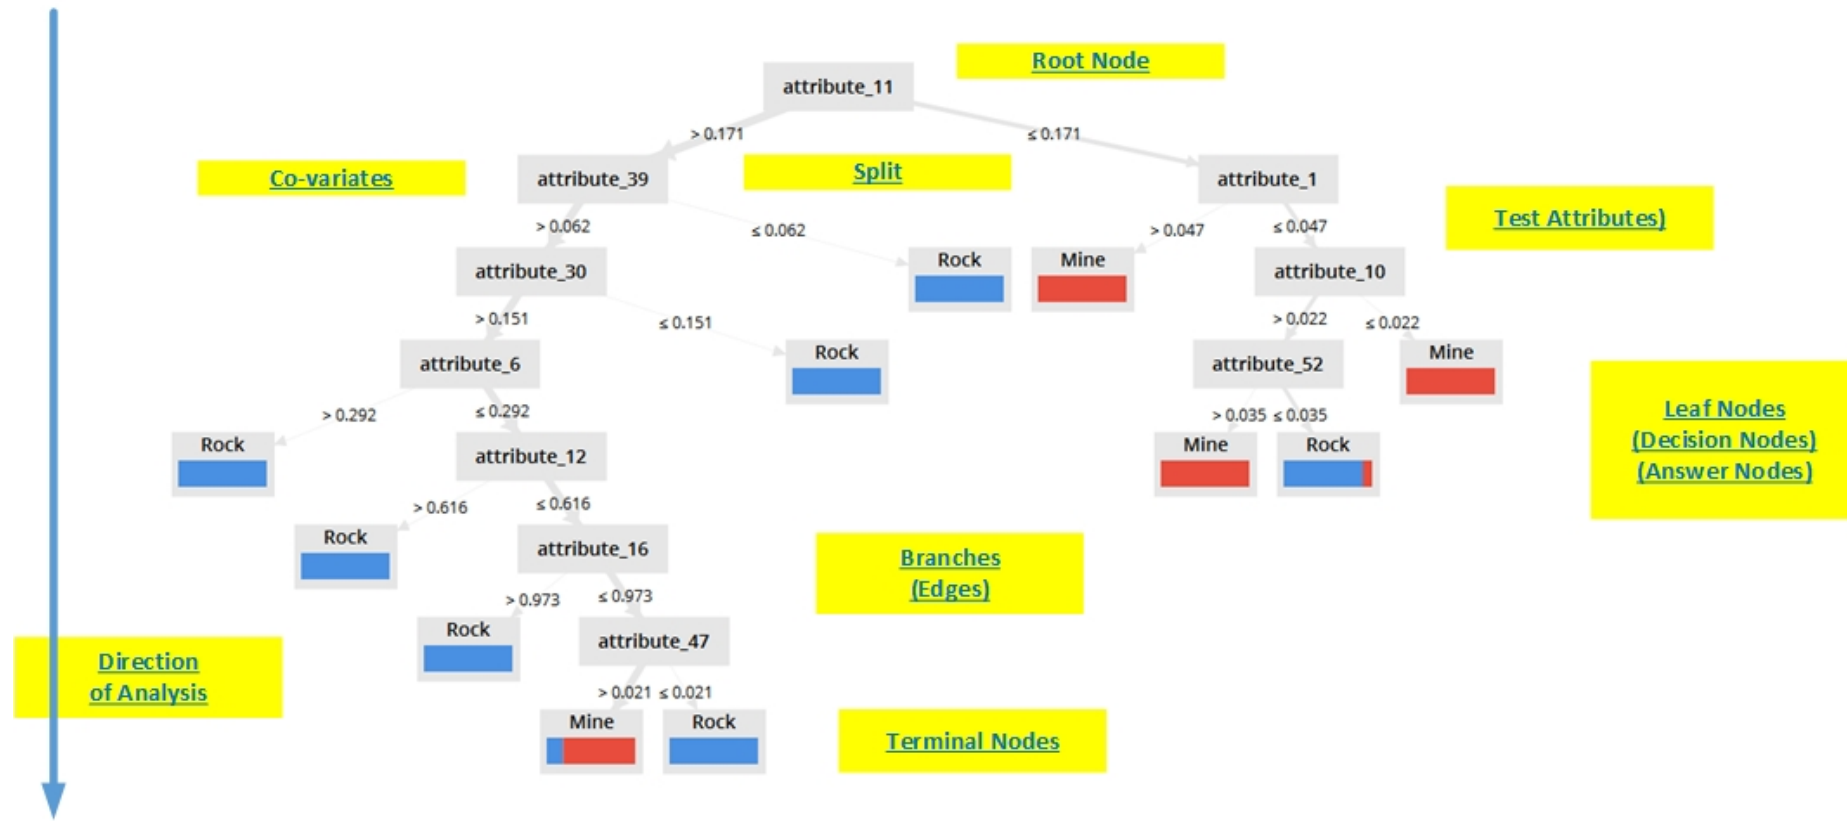 Root Node
attribute_11
> 0.171
≤ 0.171
Co-variates
attribute_39
Split
attribute_1
Test Attributes)
> 0.062
≤ 0.062
> 0.047
≤ 0.047
attribute_30
Rock
Mine
attribute_10
> 0.151
≤ 0.151
> 0.022
≤ 0.022
attribute_6
Rock
attribute_52
Mine
> 0.292
≤ 0.292
> 0.035
≤ 0.035
Leaf Nodes
(Decision Nodes)
(Answer Nodes)
Rock
attribute_12
Mine
Rock
> 0.616
≤ 0.616
Rock
attribute_16
Branches
(Edges)
> 0.973
≤ 0.973
Rock
attribute_47
Direction
of Analysis
> 0.021
≤ 0.021
Mine
Rock
Terminal Nodes